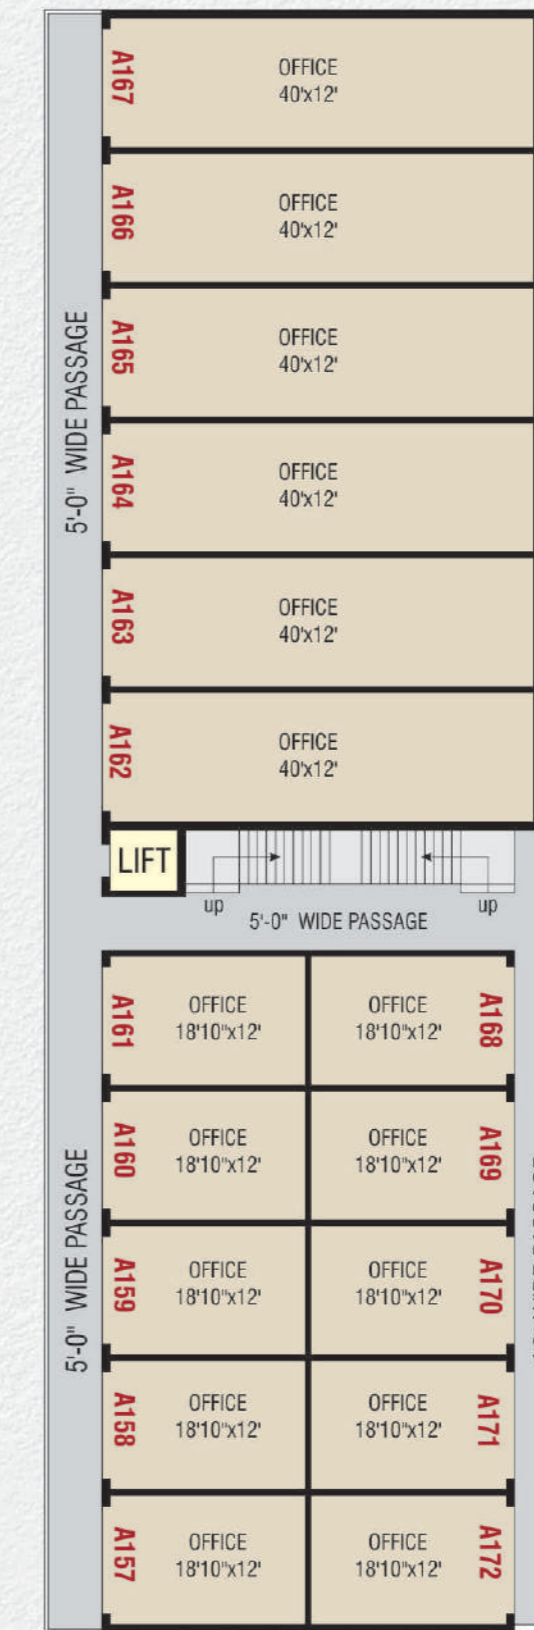 A167
OFFICE
40'x12'
A166
OFFICE
40'x12'
A165
OFFICE
40'x12'
5'-0" WIDE PASSAGE
A164
OFFICE
40'x12'
A163
OFFICE
40'x12'
A162
OFFICE
40'x12'
LIFT
up
up
5'-0" WIDE PASSAGE
A161
OFFICE
18'10"x12'
OFFICE
18'10"x12'
A168
A160
OFFICE
18'10"x12'
OFFICE
18'10"x12'
A169
5'-0" WIDE PASSAGE
A159
OFFICE
18'10"x12'
OFFICE
18'10"x12'
A170
A158
OFFICE
18'10"x12'
OFFICE
18'10"x12'
A171
A157
OFFICE
18'10"x12'
OFFICE
18'10"x12'
A172